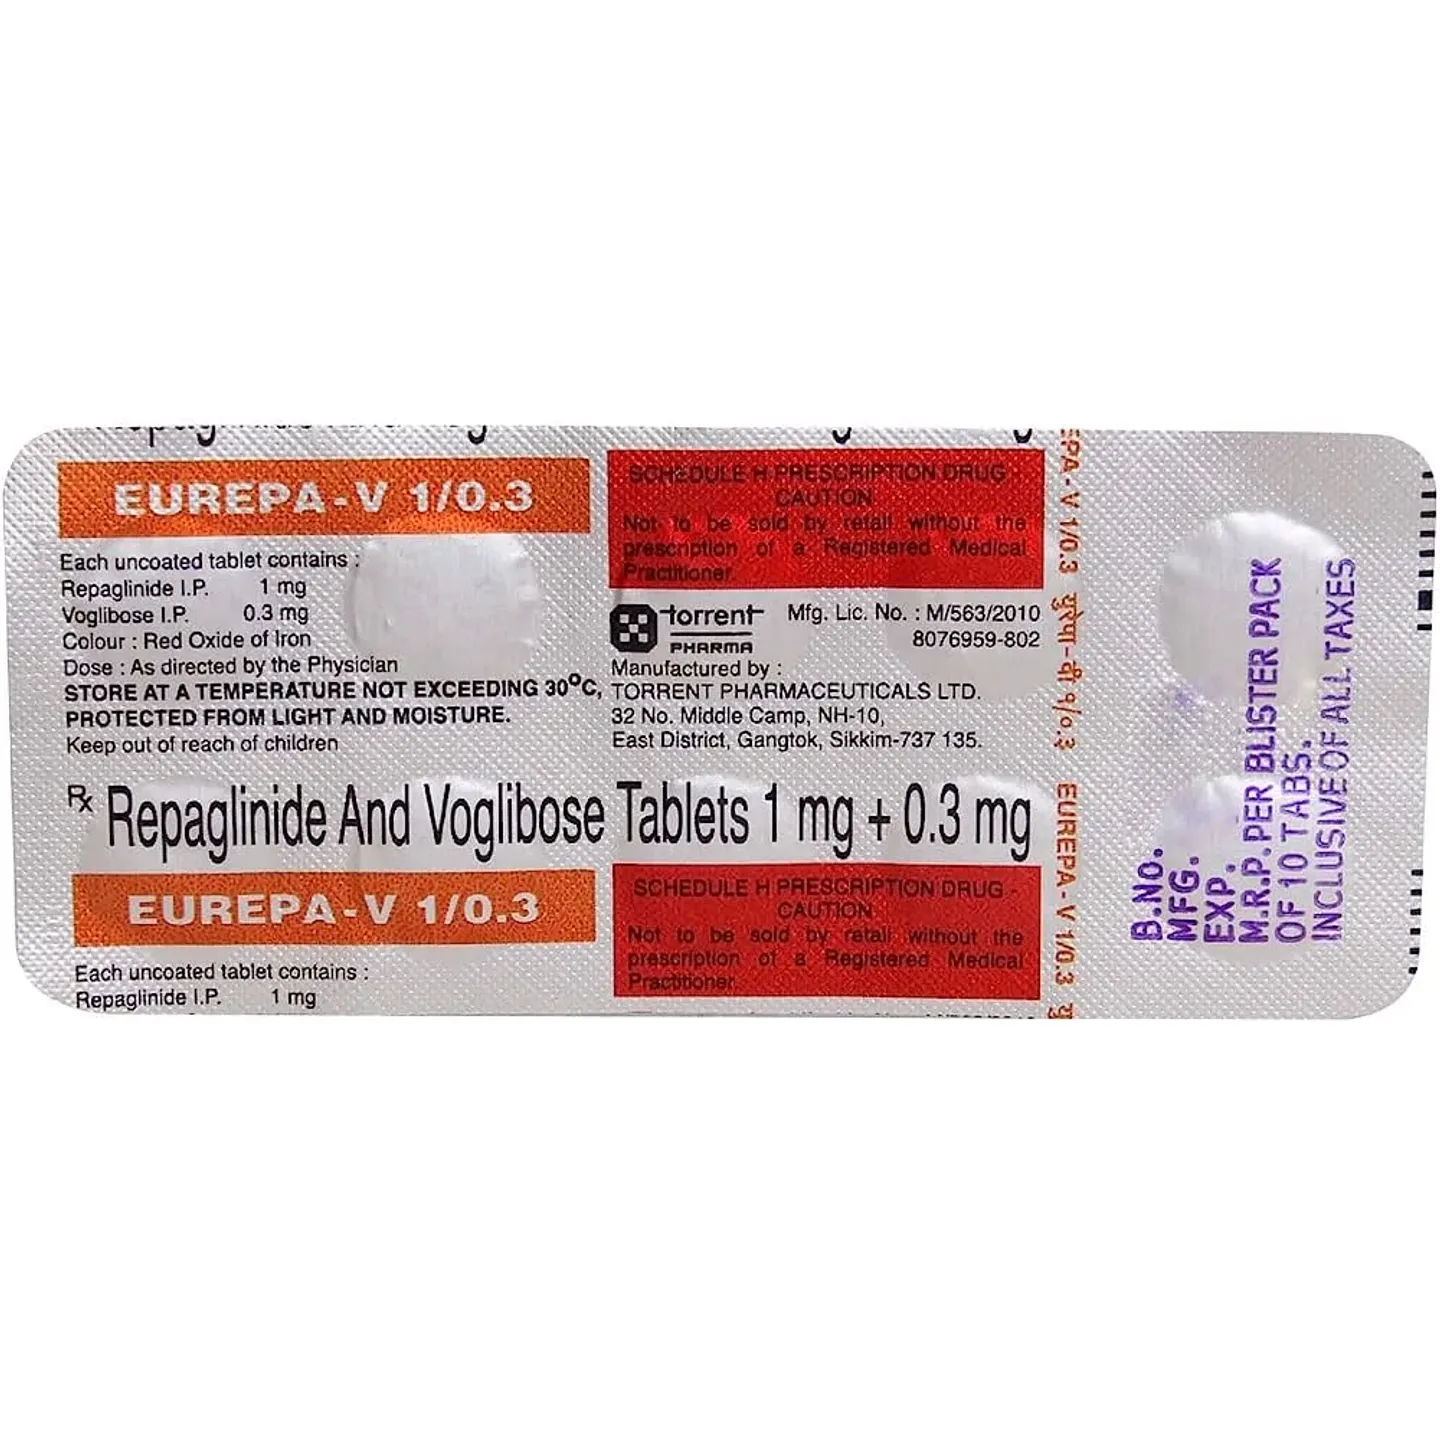 EUREPA-V 1/0.3
Each uncoated tablet contains :
Repaglinide I.P. 1 mg
Voglibose I.P. 0.3 mg
Colour : Red Oxide of Iron
Dose : As directed by the Physician
STORE AT A TEMPERATURE NOT EXCEEDING 30°C,
PROTECTED FROM LIGHT AND MOISTURE.
Keep out of reach of children
SCHEDULE H PRESCRIPTION DRUG -
CAUTION
Not to be sold by retail without the
prescription of a Registered Medical
Practitioner.
torrent
PHARMA
Mfg. Lic. No. : M/563/2010
8076959-802
Manufactured by :
TORRENT PHARMACEUTICALS LTD.
32 No. Middle Camp, NH-10,
East District, Gangtok, Sikkim-737 135.
Rx Repaglinide And Voglibose Tablets 1 mg + 0.3 mg
EUREPA-V 1/0.3
Each uncoated tablet contains :
Repaglinide I.P. 1 mg
SCHEDULE H PRESCRIPTION DRUG -
CAUTION
Not to be sold by retail without the
prescription of a Registered Medical
Practitioner.
EPA-V 1/0.3 युरेपा-वी १/०.३ EUREPA-V 1/0.3
B.NO.
MFG.
EXP.
M.R.P. PER BLISTER PACK
OF 10 TABS.
INCLUSIVE OF ALL TAXES